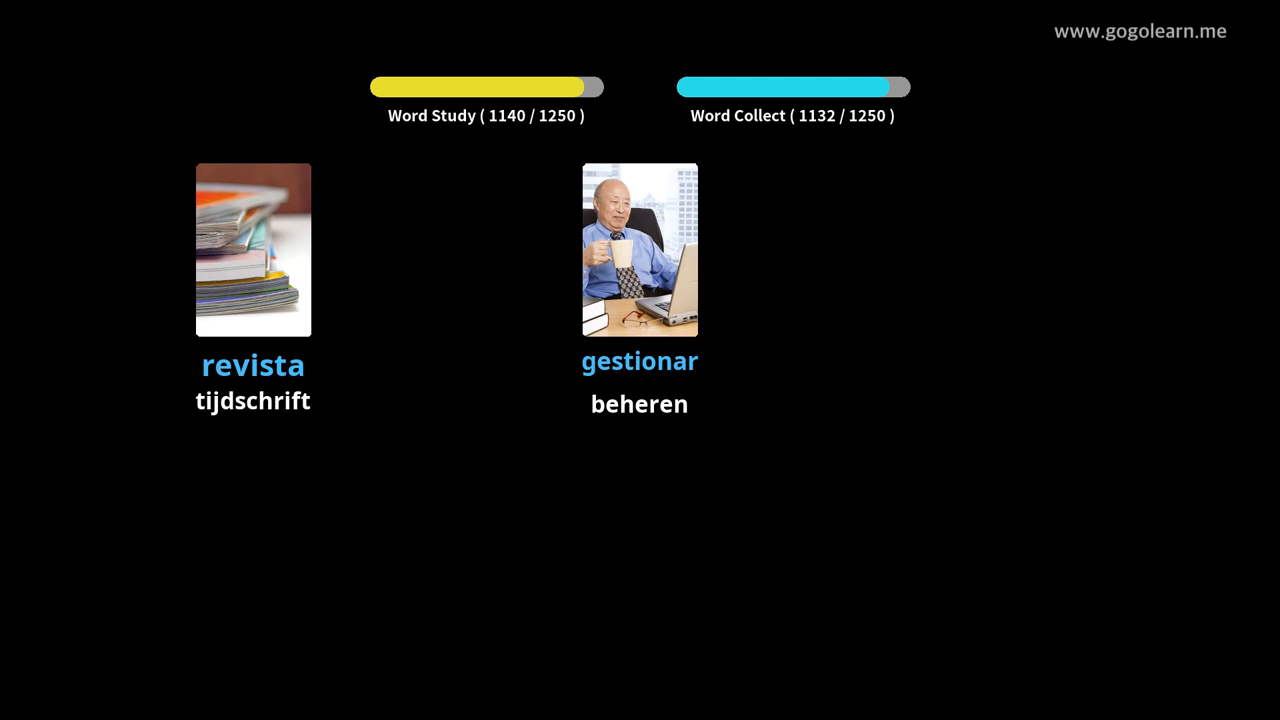 www.gogolearn.me
Word Study ( 1140 / 1250 )
Word Collect ( 1132 / 1250 )
revista
tijdschrift
gestionar
beheren